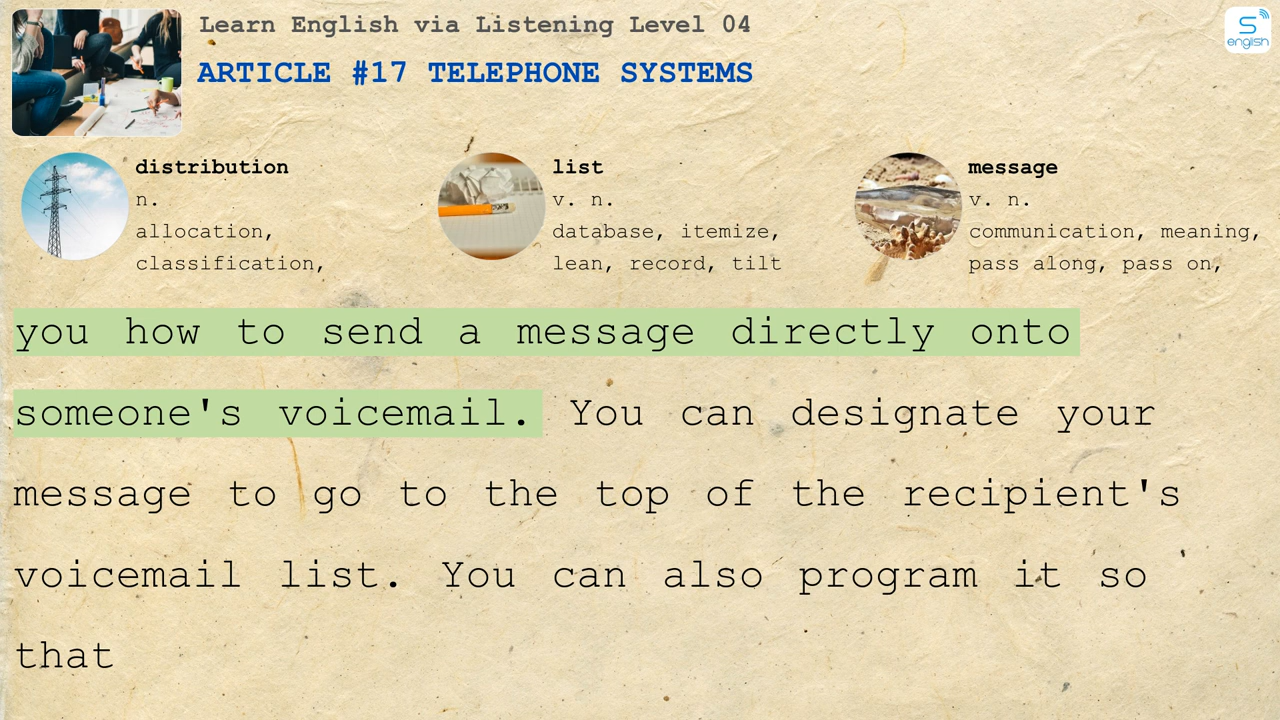 Learn English via Listening Level 04
ARTICLE #17 TELEPHONE SYSTEMS
S
english
distribution
n.
allocation,
classification,
list
v. n.
database, itemize,
lean, record, tilt
message
v. n.
communication, meaning,
pass along, pass on,
you how to send a message directly onto
someone's voicemail. You can designate your
message to go to the top of the recipient's
voicemail list. You can also program it so
that